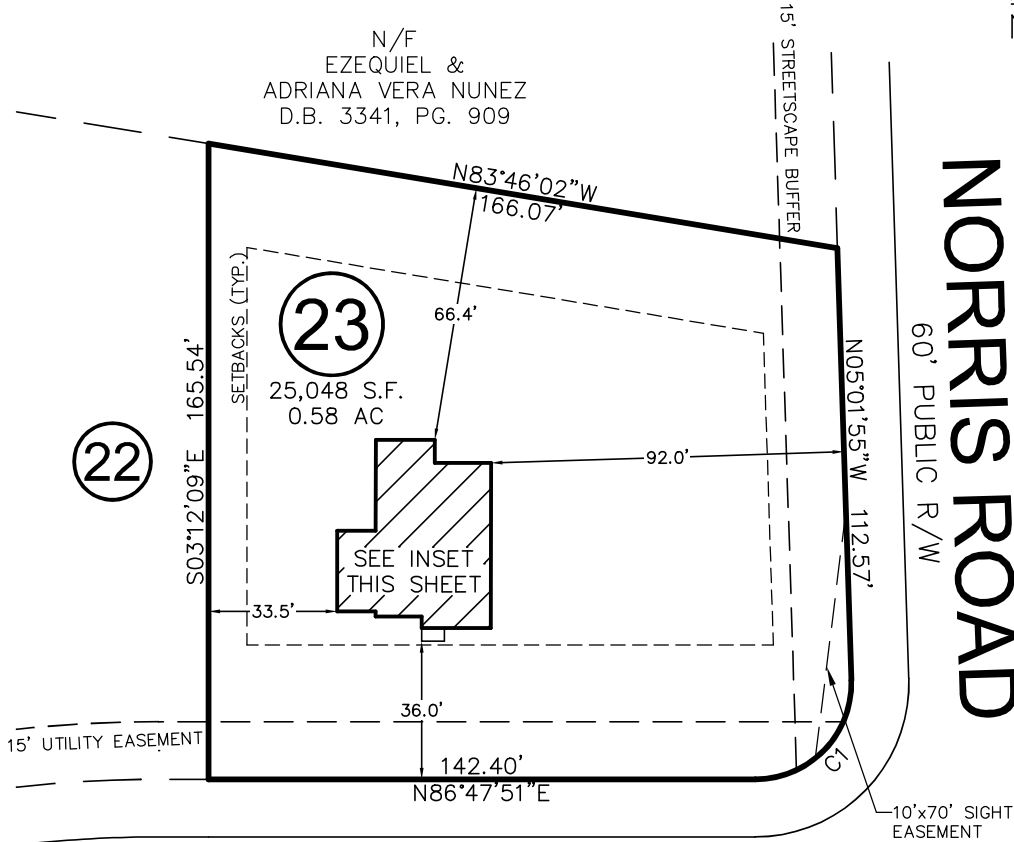 N/F
EZEQUIEL &
ADRIANA VERA NUNEZ
D.B. 3341, PG. 909
15' STREETSCAPE BUFFER
N83°46'02"W
166.07'
SETBACKS (TYP.)
23
25,048 S.F.
0.58 AC
66.4'
NORRIS ROAD
60' PUBLIC R/W
N05°01'55"W 112.57'
S03°12'09"E 165.54'
22
92.0'
SEE INSET
THIS SHEET
33.5'
36.0'
15' UTILITY EASEMENT
142.40'
N86°47'51"E
C1
10'x70' SIGHT
EASEMENT